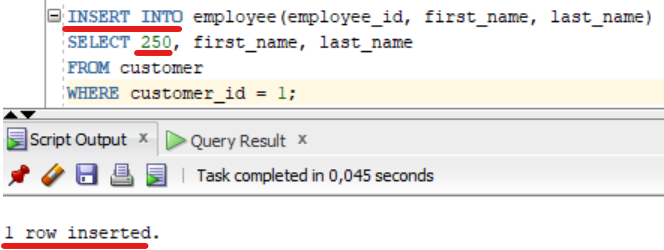 INSERT INTO employee(employee_id, first_name, last_name)
SELECT 250, first_name, last_name
FROM customer
WHERE customer_id = 1;
Script Output x Query Result x
Task completed in 0,045 seconds
1 row inserted.